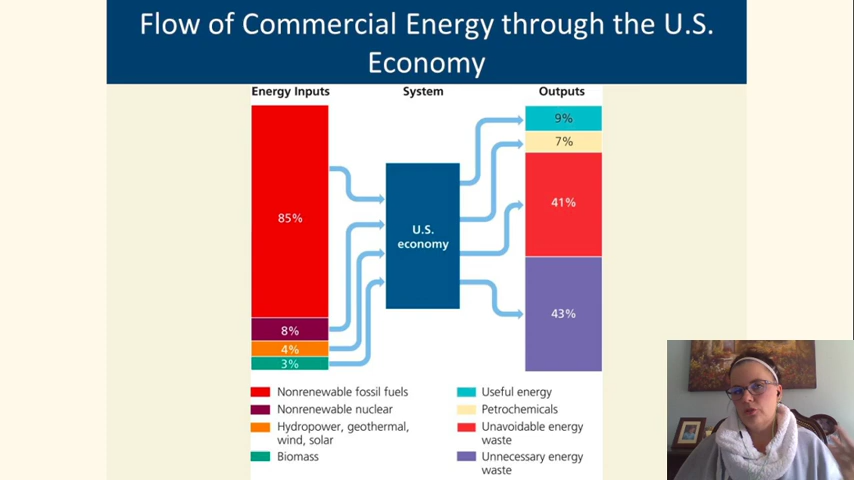 Flow of Commercial Energy through the U.S.
Economy
Energy Inputs
System
Outputs
85%
8%
4%
3%
U.S.
economy
9%
7%
41%
43%
Nonrenewable fossil fuels
Nonrenewable nuclear
Hydropower, geothermal,
wind, solar
Biomass
Useful energy
Petrochemicals
Unavoidable energy
waste
Unnecessary energy
waste